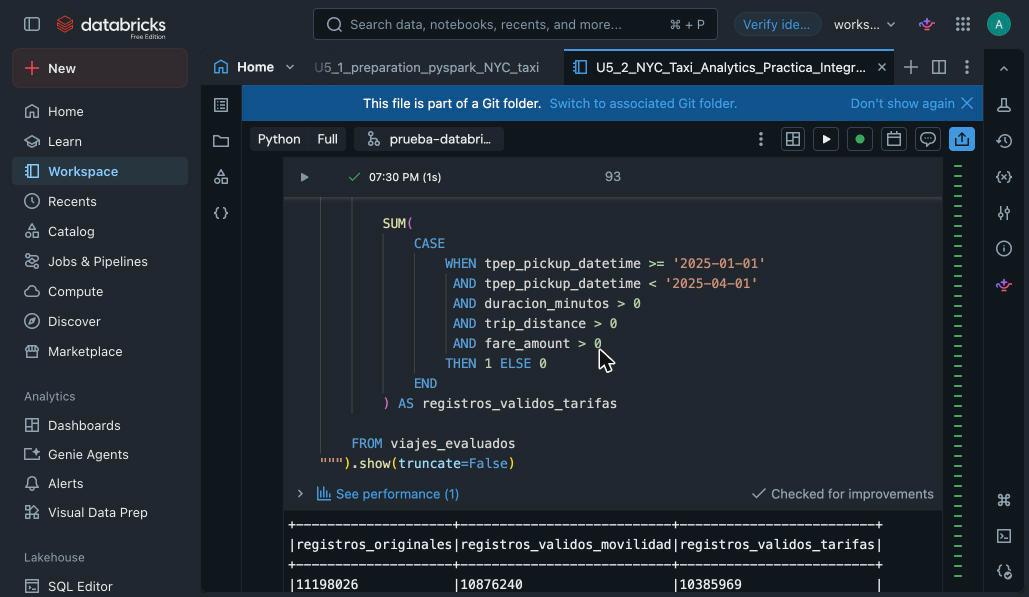 databricks
Free Edition
Search data, notebooks, recents, and more...
⌘ + P
Verify ide...
works...
A
New
Home
Learn
Workspace
Recents
Catalog
Jobs & Pipelines
Compute
Discover
Marketplace
Analytics
Dashboards
Genie Agents
Alerts
Visual Data Prep
Lakehouse
SQL Editor
Home
U5_1_preparation_pyspark_NYC_taxi
U5_2_NYC_Taxi_Analytics_Practica_Integr...
This file is part of a Git folder. Switch to associated Git folder.
Don't show again
Python
Full
prueba-databri...
07:30 PM (1s)
93
SUM(
CASE
WHEN tpep_pickup_datetime >= '2025-01-01'
AND tpep_pickup_datetime < '2025-04-01'
AND duracion_minutos > 0
AND trip_distance > 0
AND fare_amount > 0
THEN 1 ELSE 0
END
) AS registros_validos_tarifas
FROM viajes_evaluados
""").show(truncate=False)
See performance (1)
Checked for improvements
+--------------------+---------------------------+-------------------------+
|registros_originales|registros_validos_movilidad|registros_validos_tarifas|
+--------------------+---------------------------+-------------------------+
|11198026            |10876240                   |10385969                 |